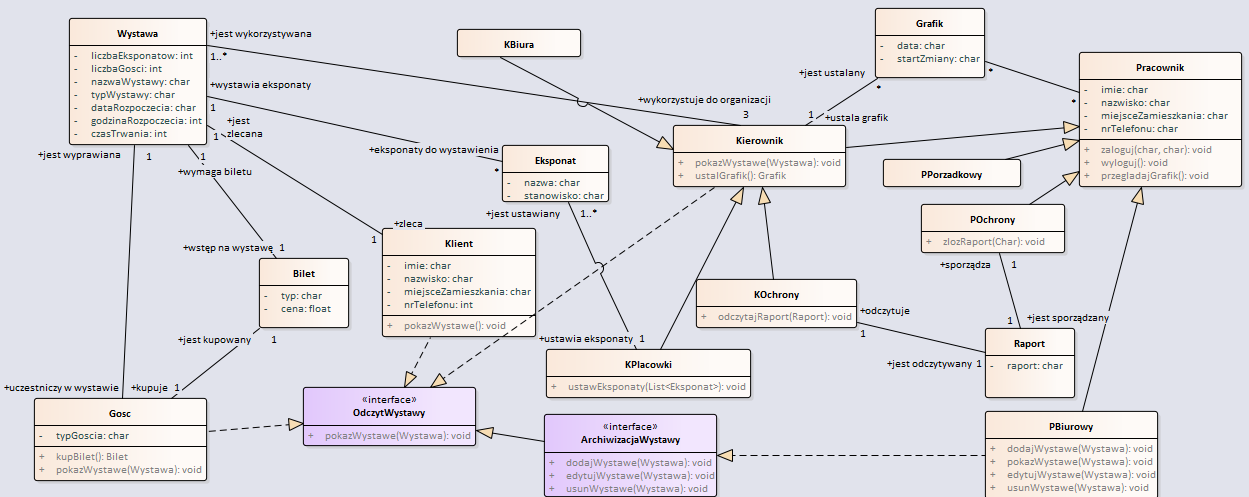 Wystawa
- liczbaEksponatow: int
- liczbaGosci: int
- nazwaWystawy: char
- typWystawy: char
- dataRozpoczecia: char
- godzinaRozpoczecia: int
- czasTrwania: int
+jest wykorzystywana
1..*
+wystawia eksponaty
1
+jest
zlecana
1
+jest wyprawiana
1
1
+wymaga biletu
KBiura
+wykorzystuje do organizacji
3
Grafik
- data: char
- startZmiany: char
+jest ustalany
*
*
*
1
+ustala grafik
Pracownik
- imie: char
- nazwisko: char
- miejsceZamieszkania: char
- nrTelefonu: char
+ zaloguj(char, char): void
+ wyloguj(): void
+ przegladajGrafik(): void
Kierownik
+ pokazWystawe(Wystawa): void
+ ustalGrafik(): Grafik
+eksponaty do wystawienia
*
Eksponat
- nazwa: char
- stanowisko: char
+jest ustawiany
1..*
PPorzadkowy
POchrony
+ zlozRaport(Char): void
+sporządza
1
+zleca
1
Klient
- imie: char
- nazwisko: char
- miejsceZamieszkania: char
- nrTelefonu: int
+ pokazWystawe(): void
+wstęp na wystawę
1
Bilet
- typ: char
- cena: float
+jest kupowany
1
KOchrony
+ odczytajRaport(Raport): void
+odczytuje
1
1
+jest sporządzany
+jest odczytywany
1
Raport
- raport: char
+ustawia eksponaty
1
KPlacowki
+ ustawEksponaty(List<Eksponat>): void
+uczestniczy w wystawie
+kupuje
1
Gosc
- typGoscia: char
+ kupBilet(): Bilet
+ pokazWystawe(Wystawa): void
«interface»
OdczytWystawy
+ pokazWystawe(Wystawa): void
«interface»
ArchiwizacjaWystawy
+ dodajWystawe(Wystawa): void
+ edytujWystawe(Wystawa): void
+ usunWystawe(Wystawa): void
PBiurowy
+ dodajWystawe(Wystawa): void
+ pokazWystawe(Wystawa): void
+ edytujWystawe(Wystawa): void
+ usunWystawe(Wystawa): void